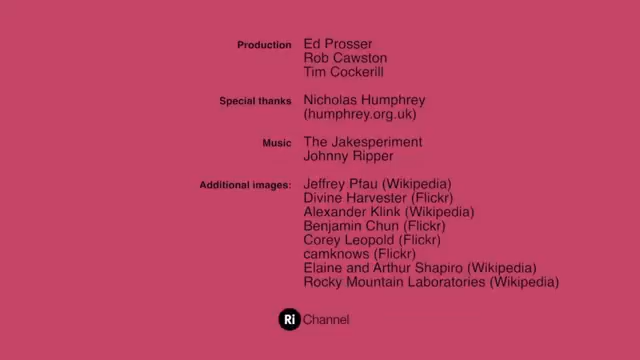 Production Ed Prosser
Rob Cawston
Tim Cockerill
Special thanks Nicholas Humphrey
(humphrey.org.uk)
Music The Jakesperiment
Johnny Ripper
Additional images: Jeffrey Pfau (Wikipedia)
Divine Harvester (Flickr)
Alexander Klink (Wikipedia)
Benjamin Chun (Flickr)
Corey Leopold (Flickr)
camknows (Flickr)
Elaine and Arthur Shapiro (Wikipedia)
Rocky Mountain Laboratories (Wikipedia)
Ri Channel